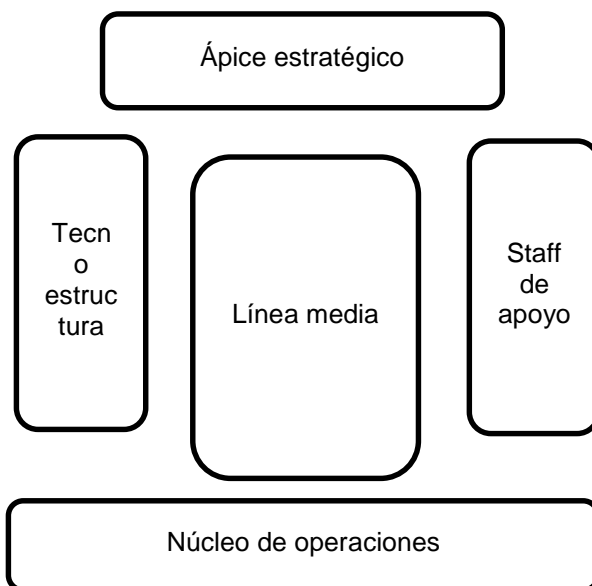 Ápice estratégico
Tecn
o
estruc
tura
Línea media
Staff
de
apoyo
Núcleo de operaciones